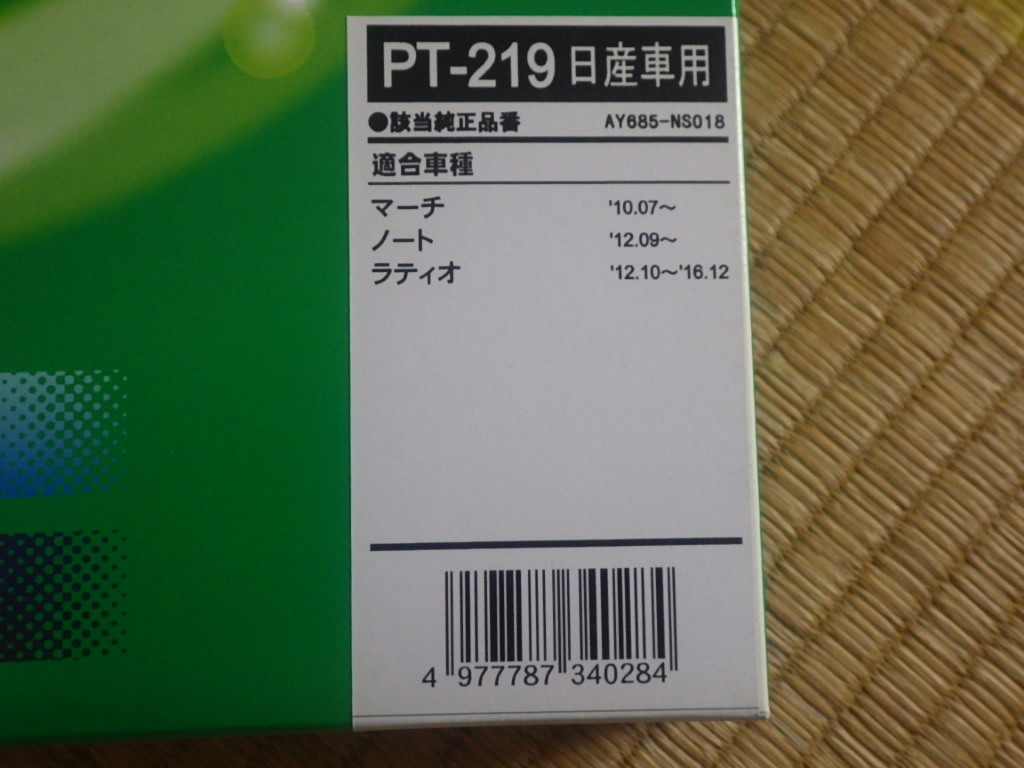 PT-219 日産車用
●該当純正品番 AY685-NS018
適合車種
マーチ '10.07～
ノート '12.09～
ラティオ '12.10～'16.12
4 977787 340284